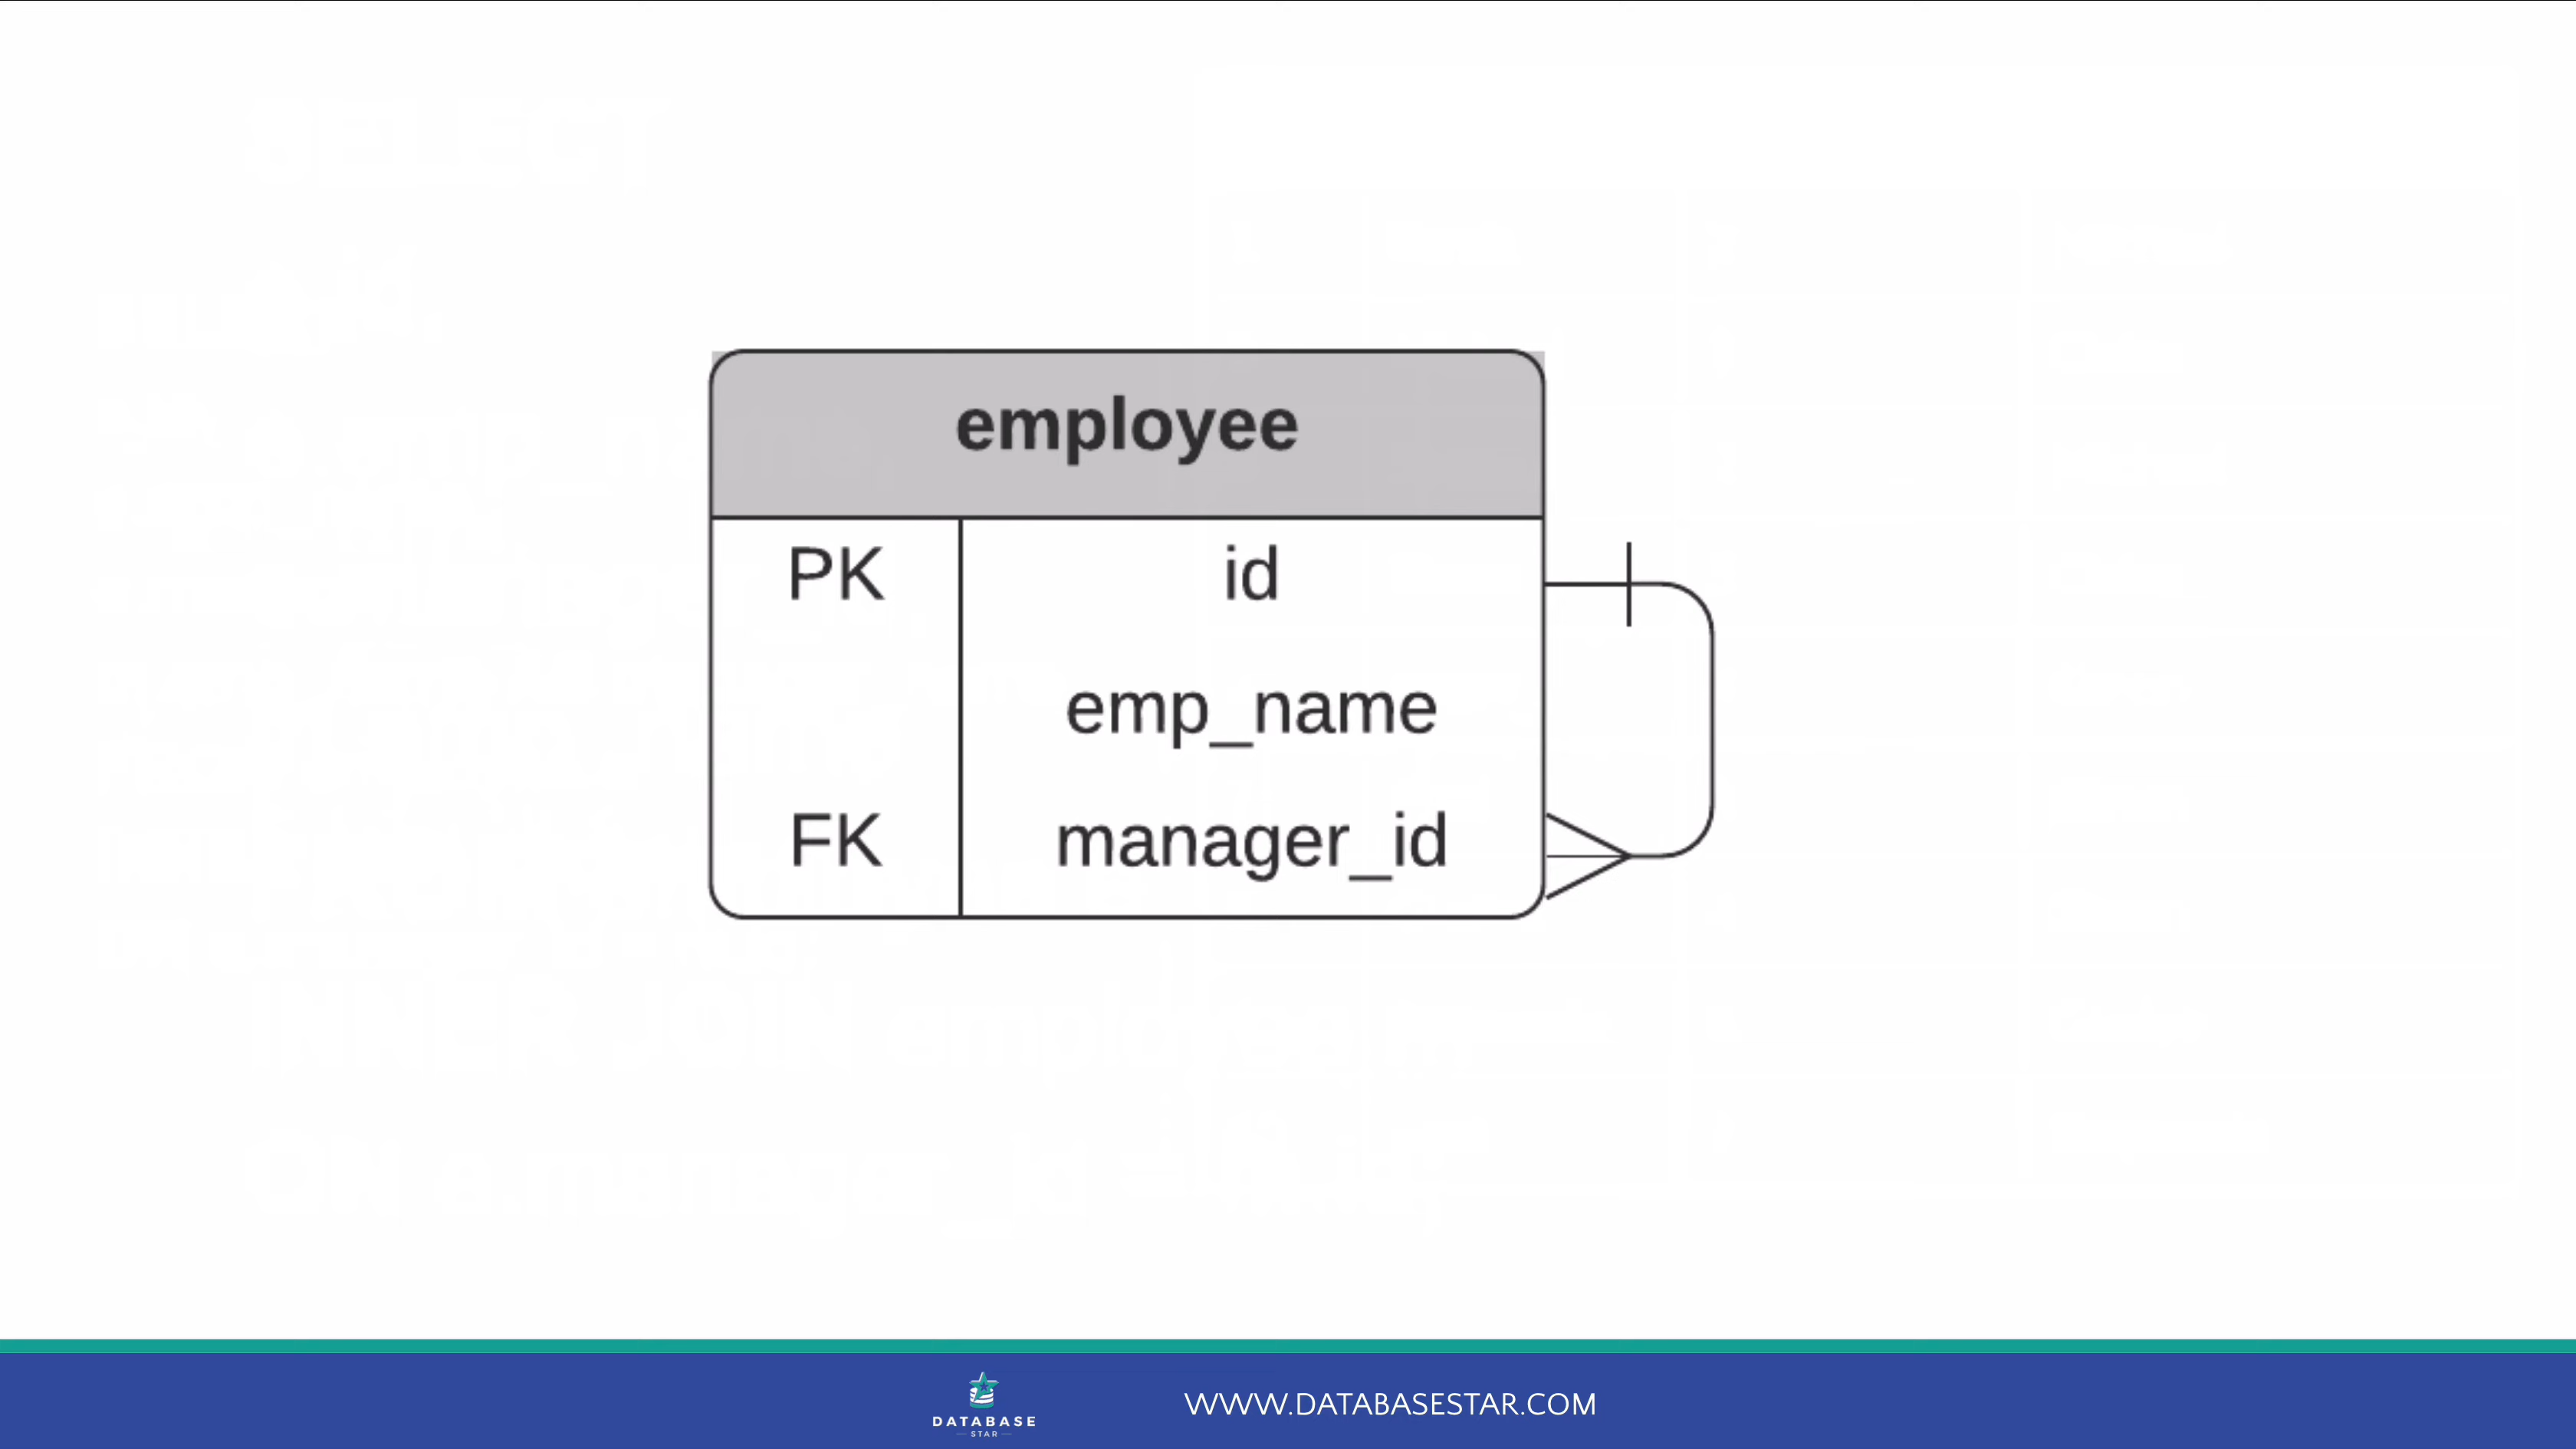 employee
PK id
emp_name
FK manager_id
DATABASE
STAR
WWW.DATABASESTAR.COM